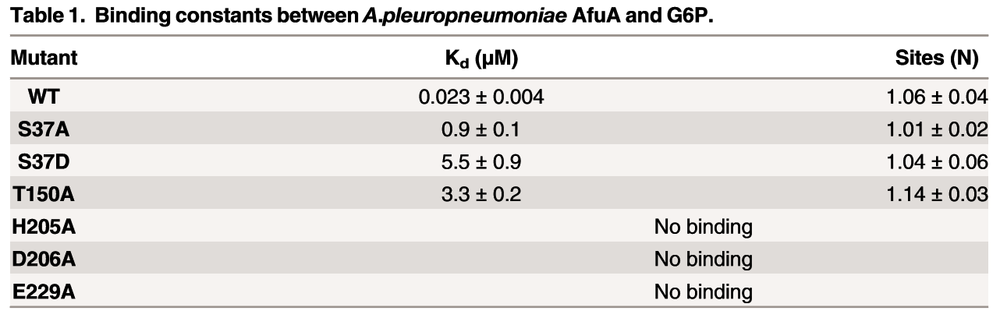 Table 1. Binding constants between A.pleuropneumoniae AfuA and G6P.
Mutant Kd (μM) Sites (N)
WT 0.023 ± 0.004 1.06 ± 0.04
S37A 0.9 ± 0.1 1.01 ± 0.02
S37D 5.5 ± 0.9 1.04 ± 0.06
T150A 3.3 ± 0.2 1.14 ± 0.03
H205A No binding
D206A No binding
E229A No binding